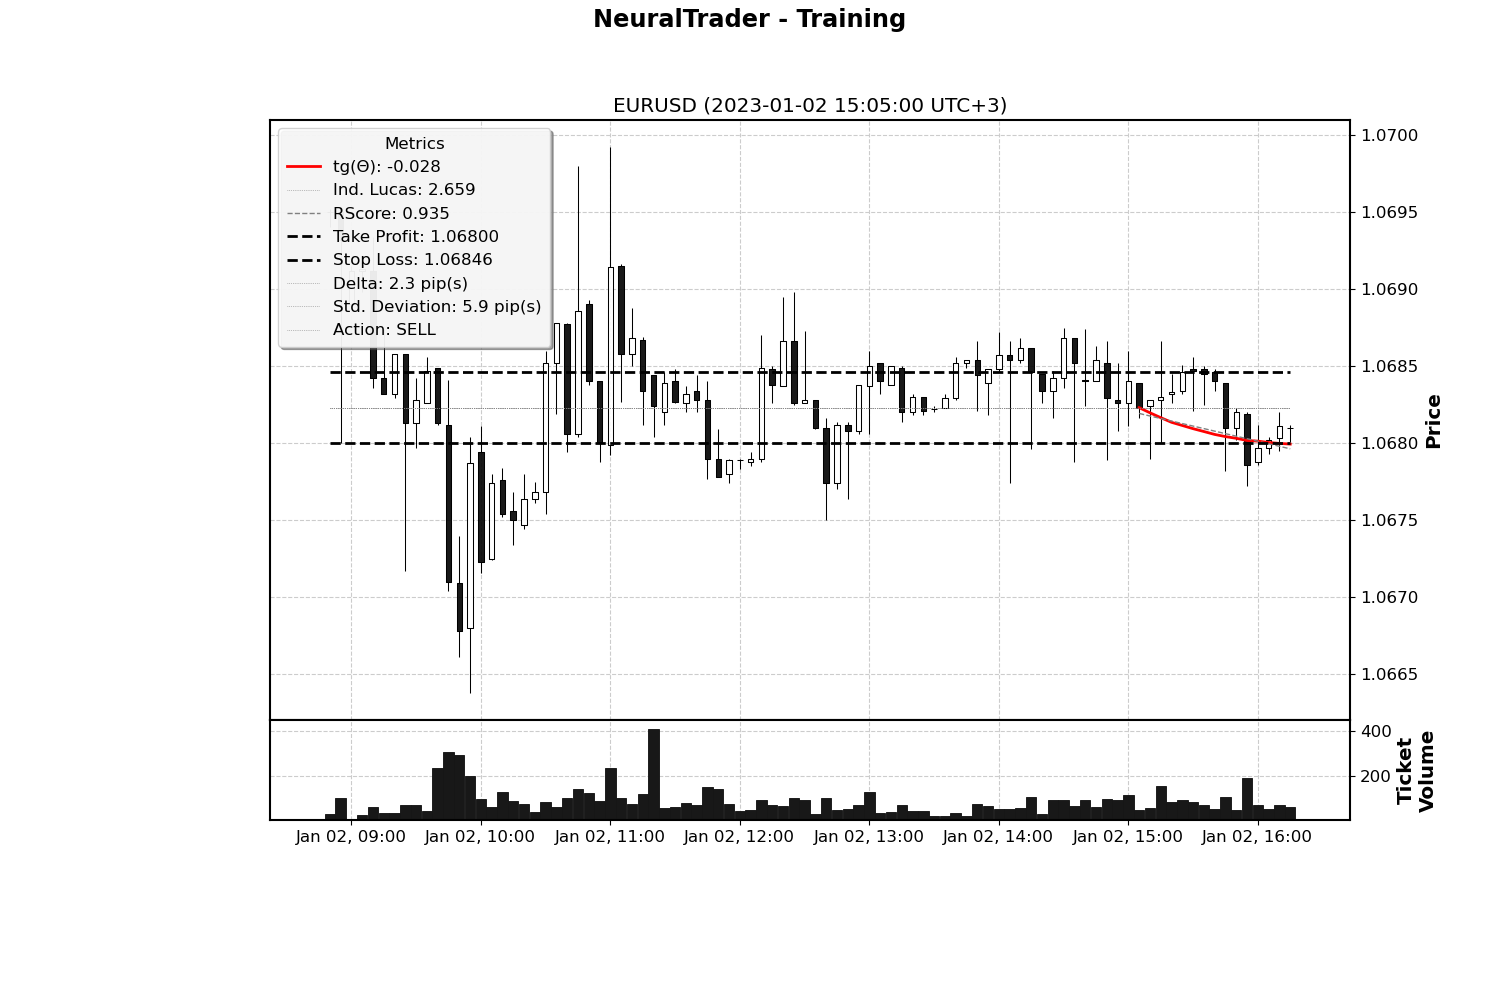 NeuralTrader - Training
EURUSD (2023-01-02 15:05:00 UTC+3)
Metrics
tg(Θ): -0.028
Ind. Lucas: 2.659
RScore: 0.935
Take Profit: 1.06800
Stop Loss: 1.06846
Delta: 2.3 pip(s)
Std. Deviation: 5.9 pip(s)
Action: SELL
1.0700
1.0695
1.0690
1.0685
1.0680
1.0675
1.0670
1.0665
Price
400
200
Ticket
Volume
Jan 02, 09:00
Jan 02, 10:00
Jan 02, 11:00
Jan 02, 12:00
Jan 02, 13:00
Jan 02, 14:00
Jan 02, 15:00
Jan 02, 16:00